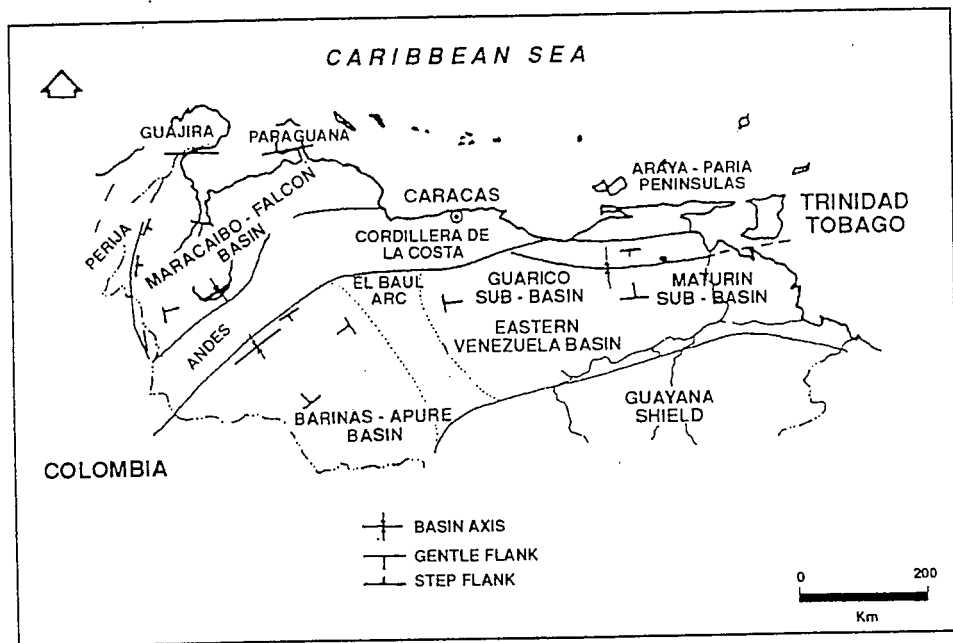 CARIBBEAN SEA
GUAJIRA
PARAGUANA
ARAYA - PARIA
PENINSULAS
CARACAS
TRINIDAD
TOBAGO
PERIJA
MARACAIBO - FALCON
BASIN
CORDILLERA DE
LA COSTA
EL BAUL
ARC
GUARICO
SUB - BASIN
MATURIN
SUB - BASIN
ANDES
EASTERN
VENEZUELA BASIN
BARINAS - APURE
BASIN
GUAYANA
SHIELD
COLOMBIA
BASIN AXIS
GENTLE FLANK
STEP FLANK
0 200
Km